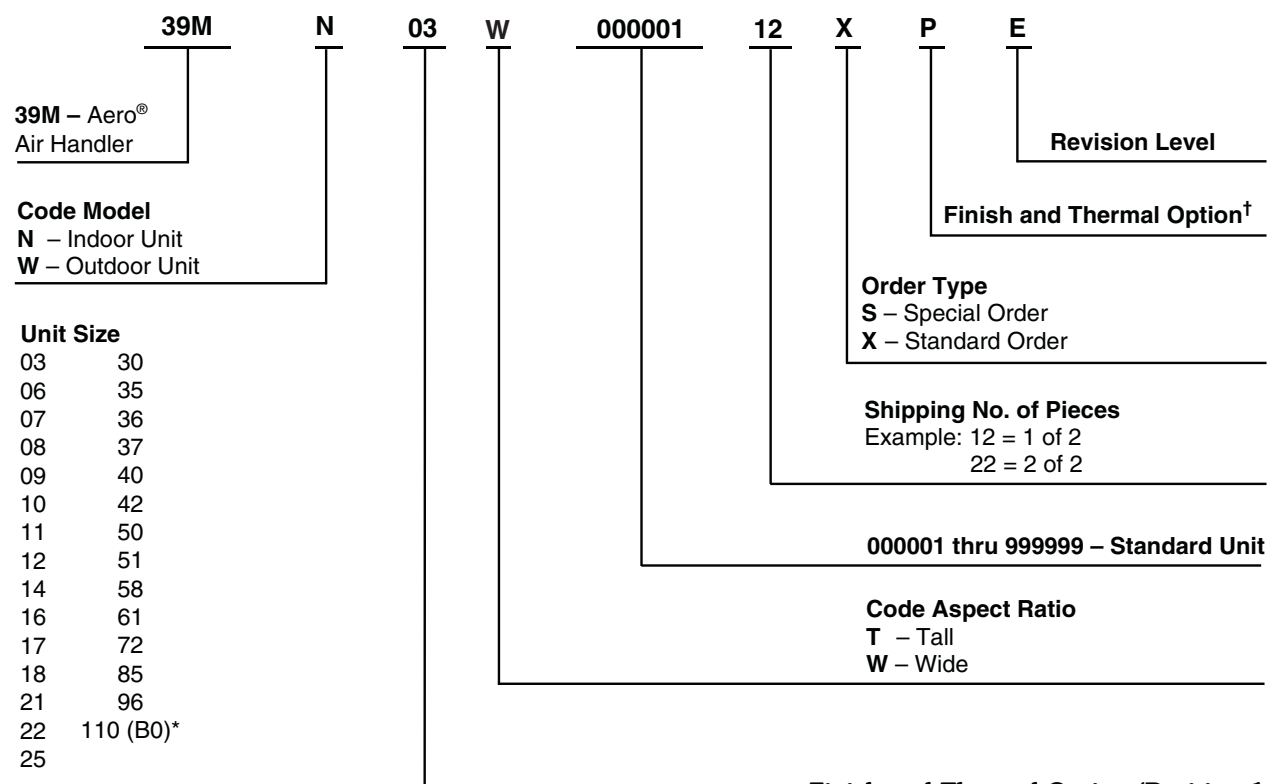 39M N 03 W 000001 12 X P E
39M – Aero®
Air Handler
Code Model
N – Indoor Unit
W – Outdoor Unit
Unit Size
03 30
06 35
07 36
08 37
09 40
10 42
11 50
12 51
14 58
16 61
17 72
18 85
21 96
22 110 (B0)*
25
Revision Level
Finish and Thermal Option†
Order Type
S – Special Order
X – Standard Order
Shipping No. of Pieces
Example: 12 = 1 of 2
22 = 2 of 2
000001 thru 999999 – Standard Unit
Code Aspect Ratio
T – Tall
W – Wide